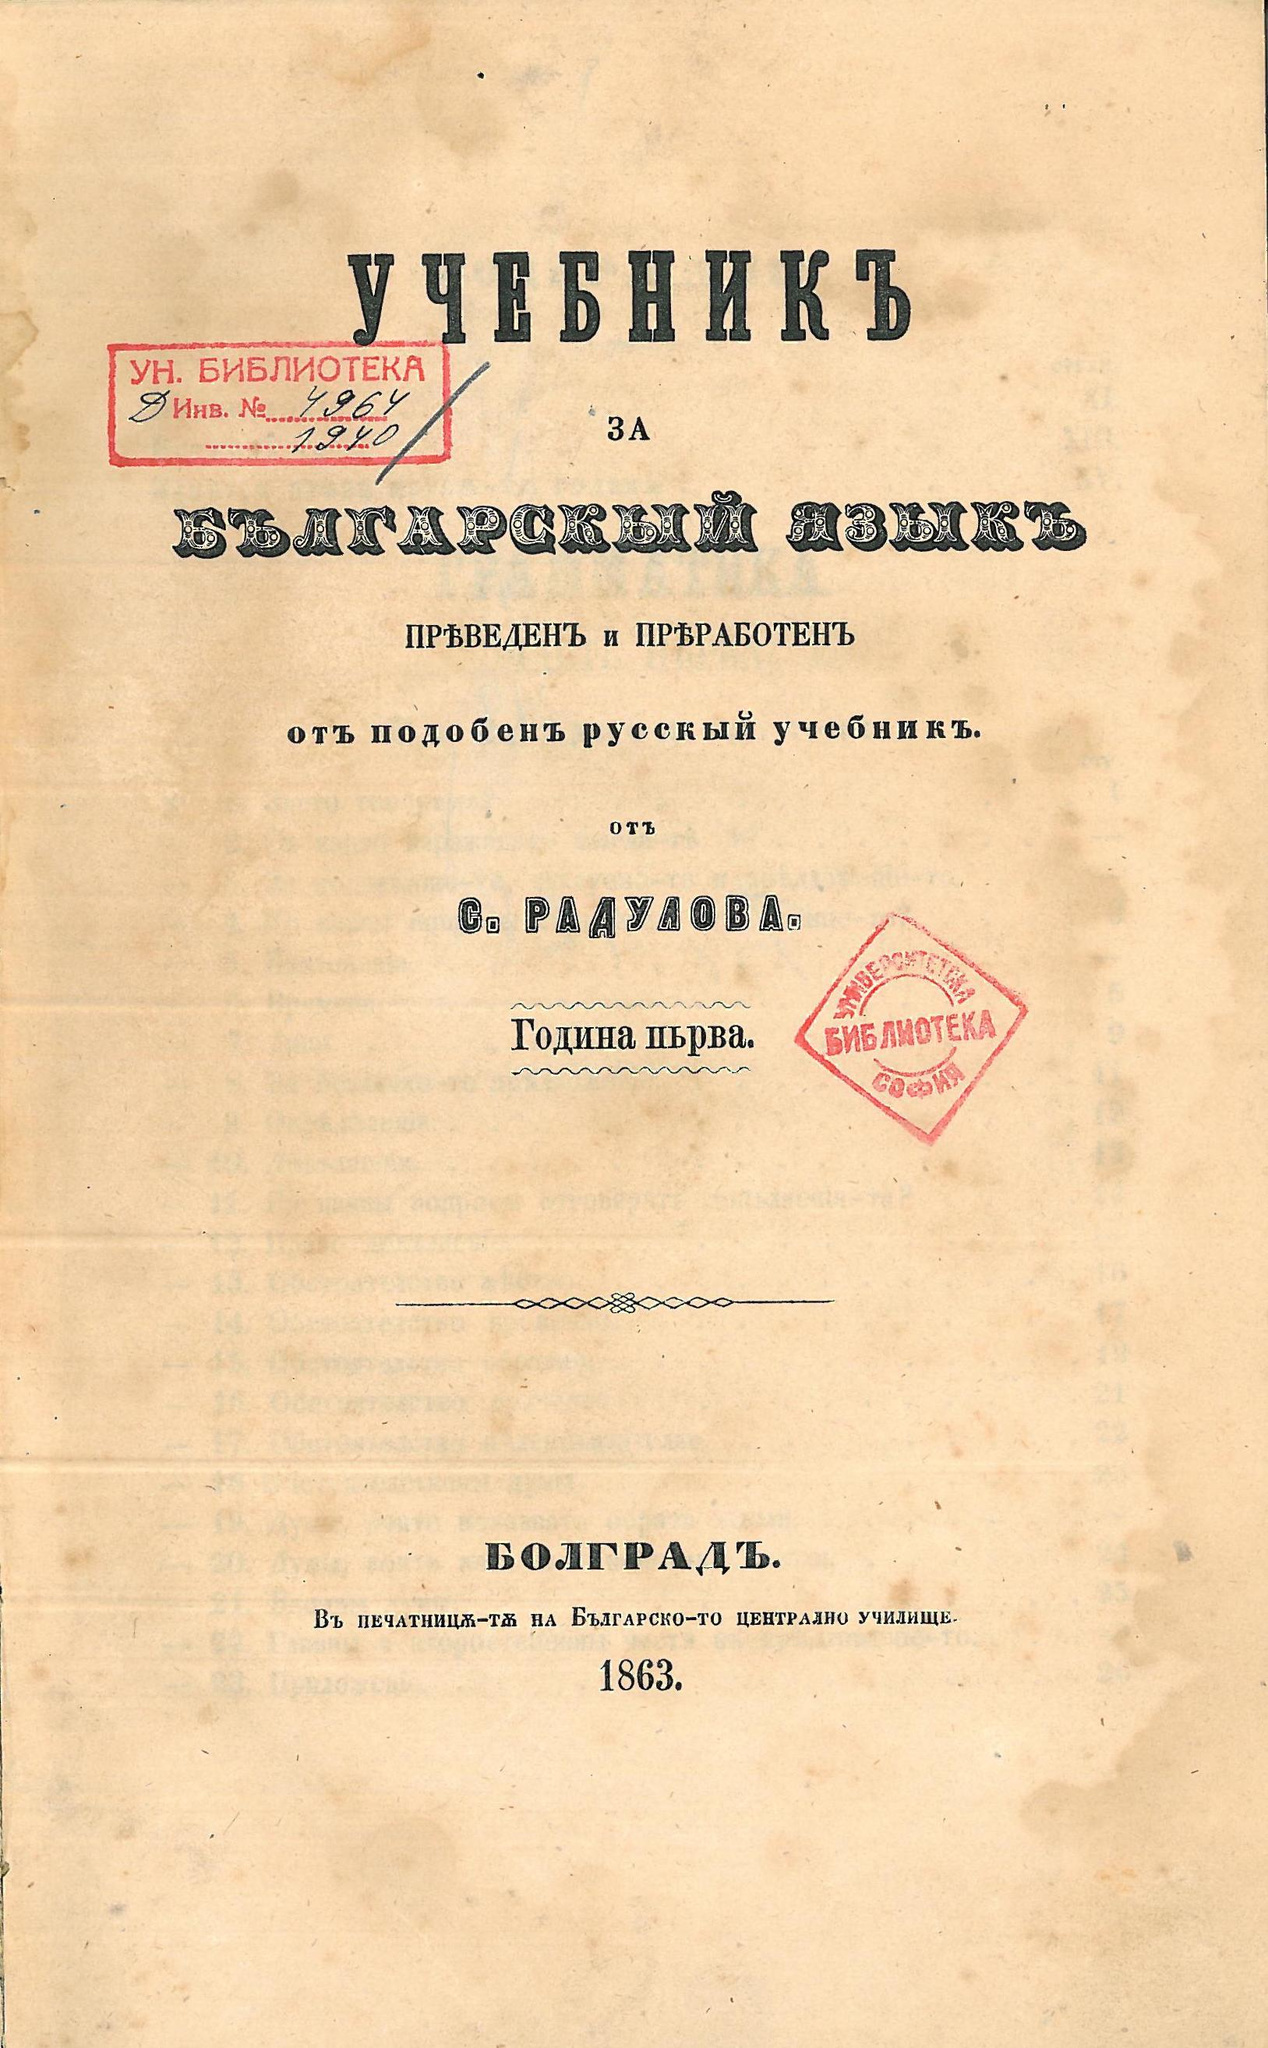 УЧЕБНИКЪ
УН. БИБЛИОТЕКА
Д Инв. № 4964
1940
ЗА
БЪЛГАРСКЫЙ ЯЗЫКЪ
ПРѢВЕДЕНЪ и ПРѢРАБОТЕНЪ
отъ подобенъ русскый учебникъ.
отъ
С. РАДУЛОВА.
Година пьрва.
УНИВЕРСИТЕТСКА
БИБЛИОТЕКА
СОФИЯ
БОЛГРАДЪ.
Въ печатницѫ-тѫ на Българско-то централно училище.
1863.